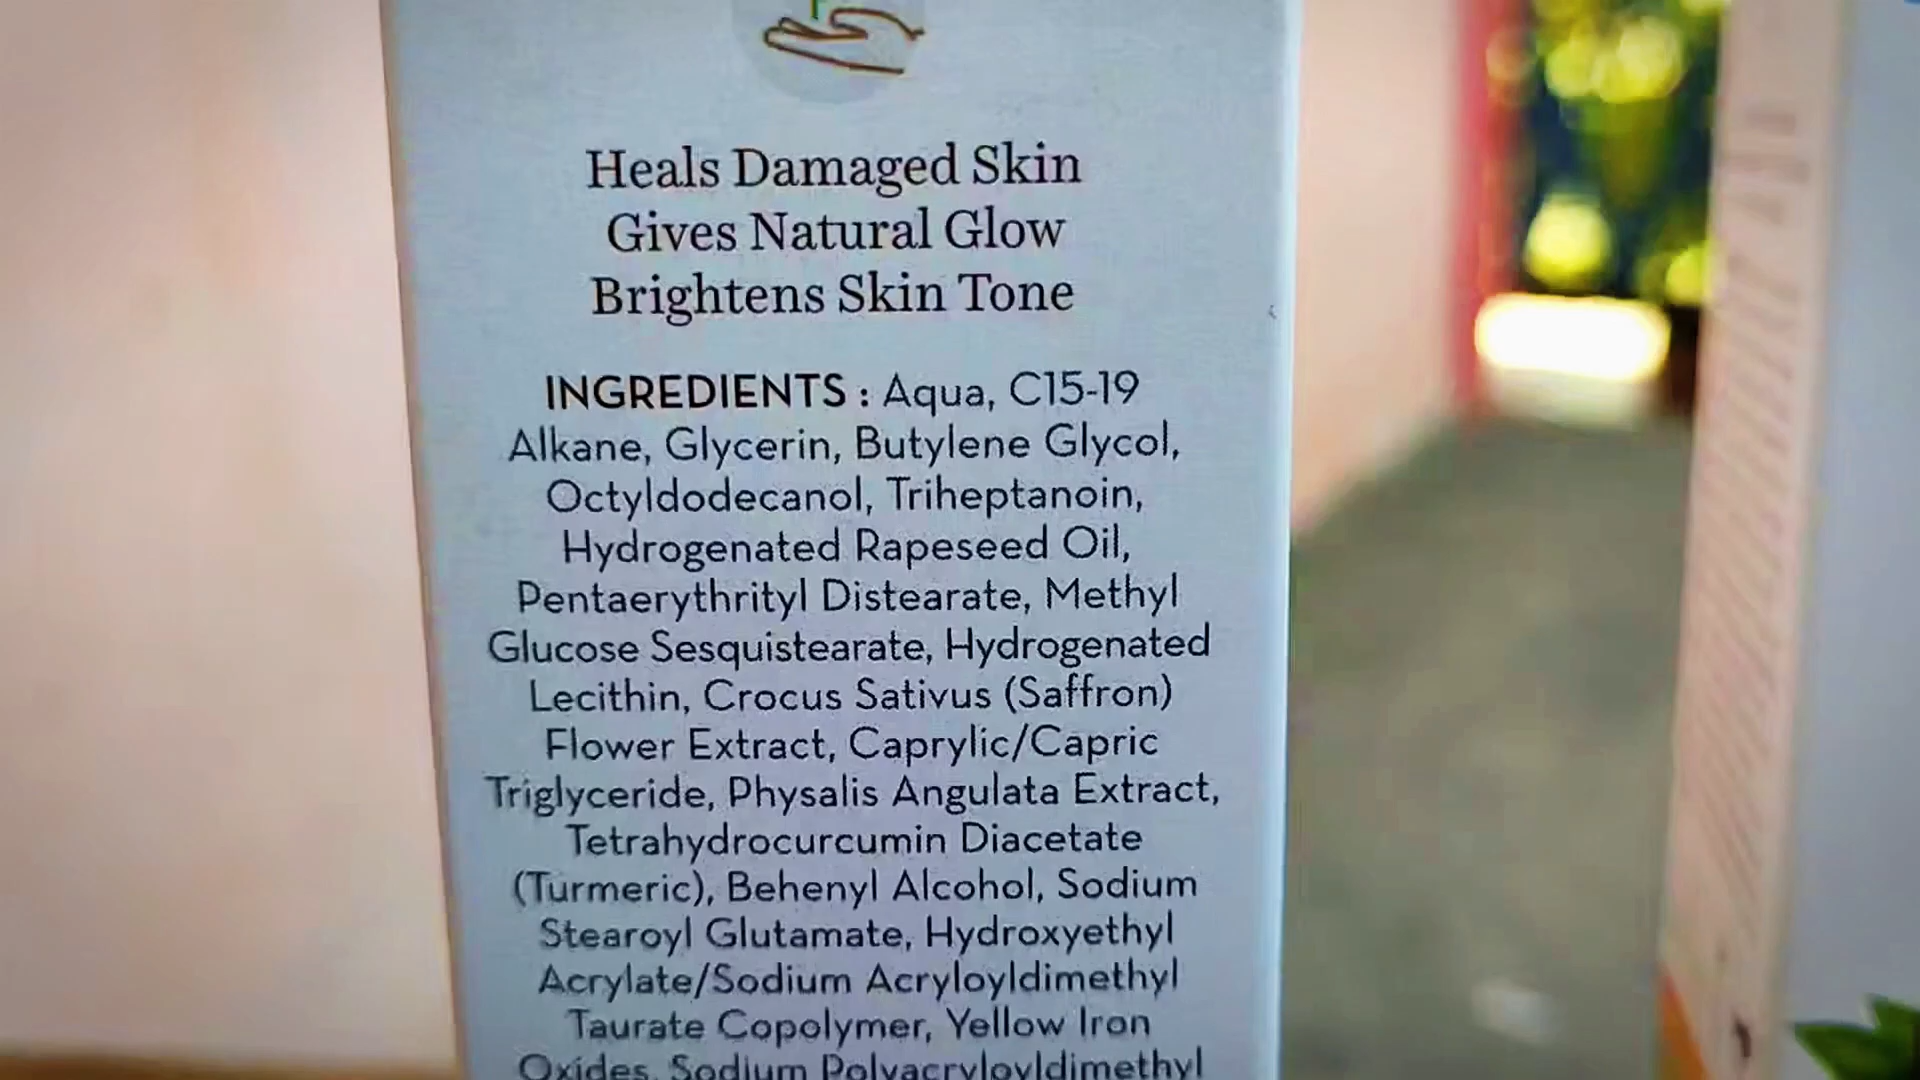 Heals Damaged Skin
Gives Natural Glow
Brightens Skin Tone
INGREDIENTS : Aqua, C15-19
Alkane, Glycerin, Butylene Glycol,
Octyldodecanol, Triheptanoin,
Hydrogenated Rapeseed Oil,
Pentaerythrityl Distearate, Methyl
Glucose Sesquistearate, Hydrogenated
Lecithin, Crocus Sativus (Saffron)
Flower Extract, Caprylic/Capric
Triglyceride, Physalis Angulata Extract,
Tetrahydrocurcumin Diacetate
(Turmeric), Behenyl Alcohol, Sodium
Stearoyl Glutamate, Hydroxyethyl
Acrylate/Sodium Acryloyldimethyl
Taurate Copolymer, Yellow Iron
Oxides, Sodium Polyacryloyldimethyl